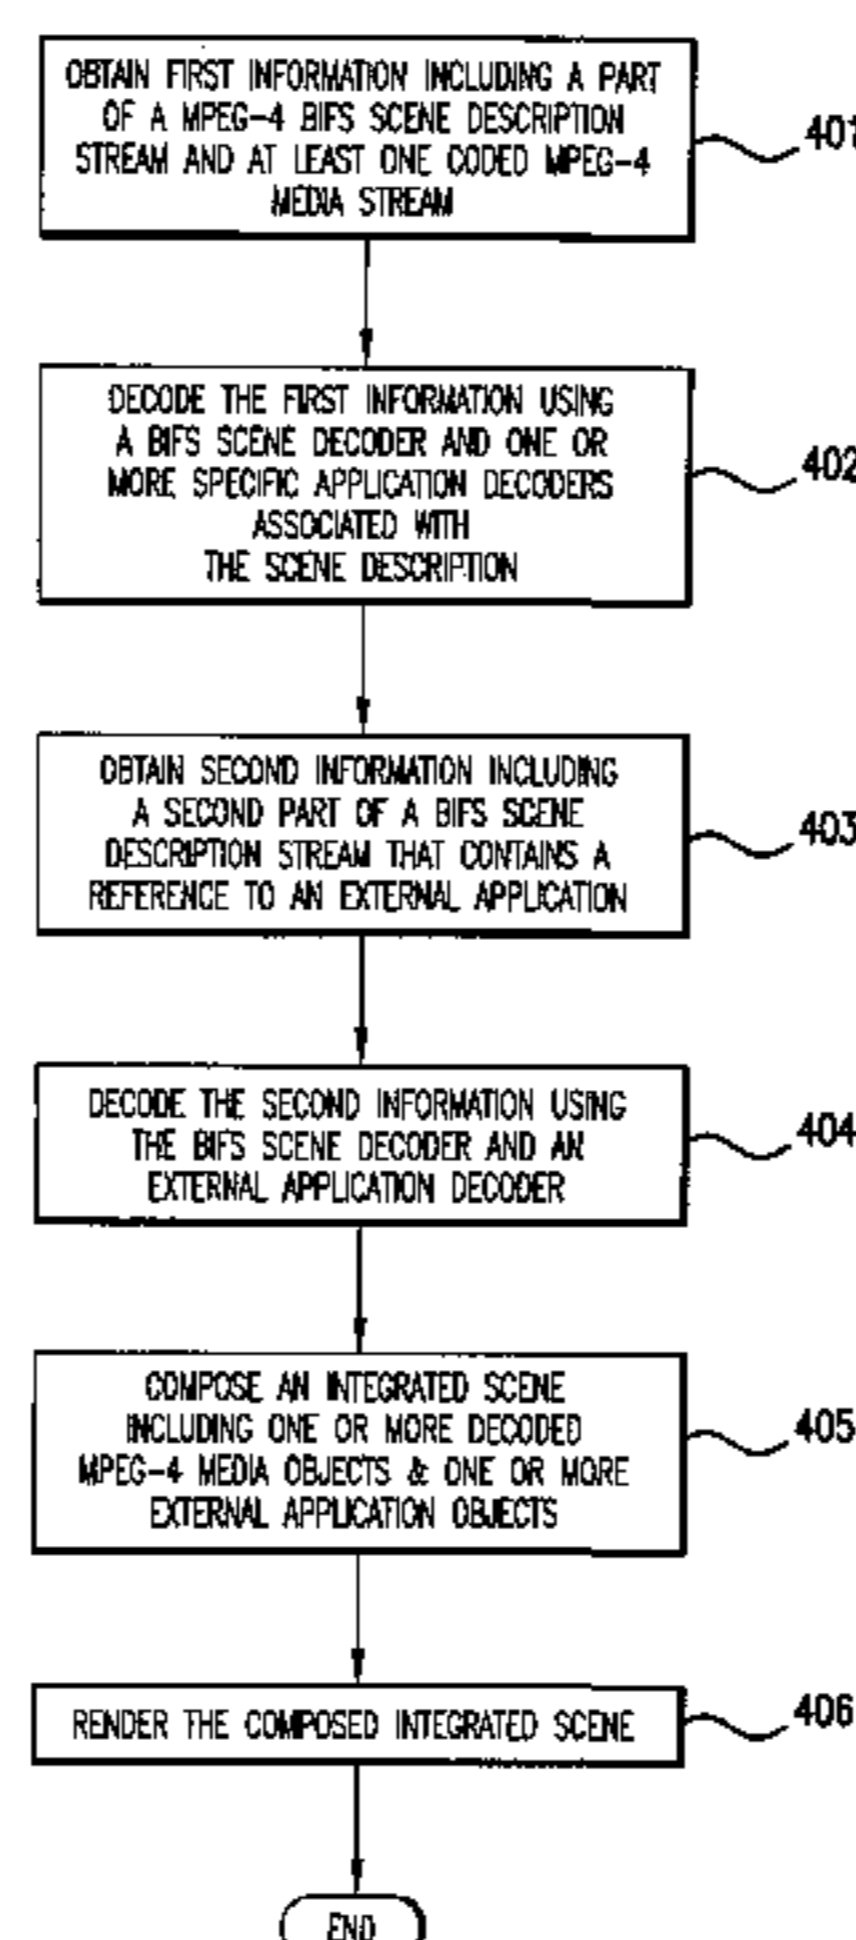 OBTAIN FIRST INFORMATION INCLUDING A PART
OF A MPEG-4 BIFS SCENE DESCRIPTION
STREAM AND AT LEAST ONE CODED MPEG-4
MEDIA STREAM
401
DECODE THE FIRST INFORMATION USING
A BIFS SCENE DECODER AND ONE OR
MORE SPECIFIC APPLICATION DECODERS
ASSOCIATED WITH
THE SCENE DESCRIPTION
402
OBTAIN SECOND INFORMATION INCLUDING
A SECOND PART OF A BIFS SCENE
DESCRIPTION STREAM THAT CONTAINS A
REFERENCE TO AN EXTERNAL APPLICATION
403
DECODE THE SECOND INFORMATION USING
THE BIFS SCENE DECODER AND AN
EXTERNAL APPLICATION DECODER
404
COMPOSE AN INTEGRATED SCENE
INCLUDING ONE OR MORE DECODED
MPEG-4 MEDIA OBJECTS & ONE OR MORE
EXTERNAL APPLICATION OBJECTS
405
RENDER THE COMPOSED INTEGRATED SCENE
406
END